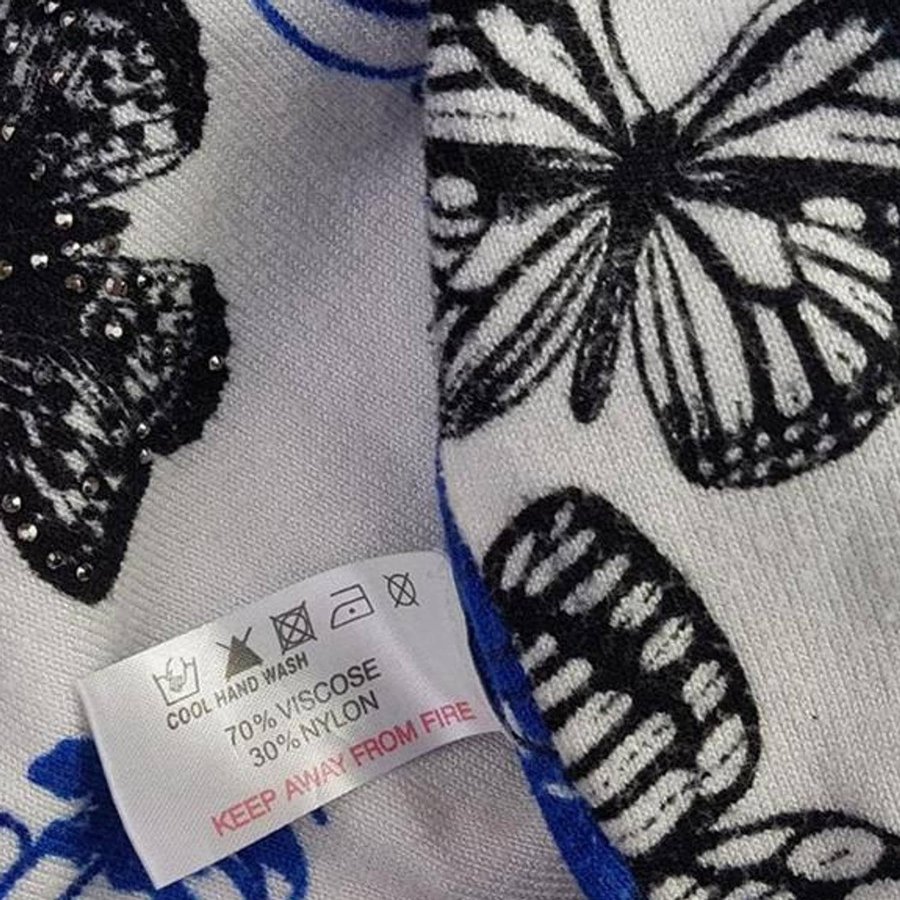 COOL HAND WASH
70% VISCOSE
30% NYLON
KEEP AWAY FROM FIRE